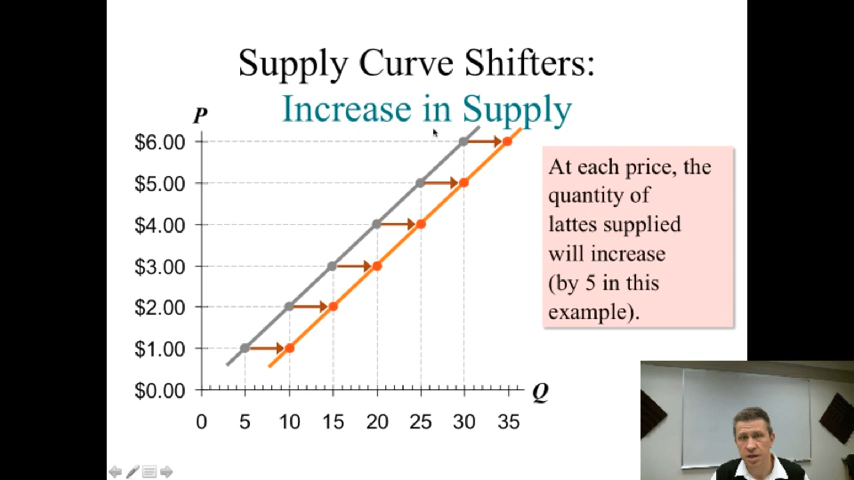 Supply Curve Shifters:
Increase in Supply
P
$6.00
$5.00
$4.00
$3.00
$2.00
$1.00
$0.00
0 5 10 15 20 25 30 35
Q
At each price, the
quantity of
lattes supplied
will increase
(by 5 in this
example).